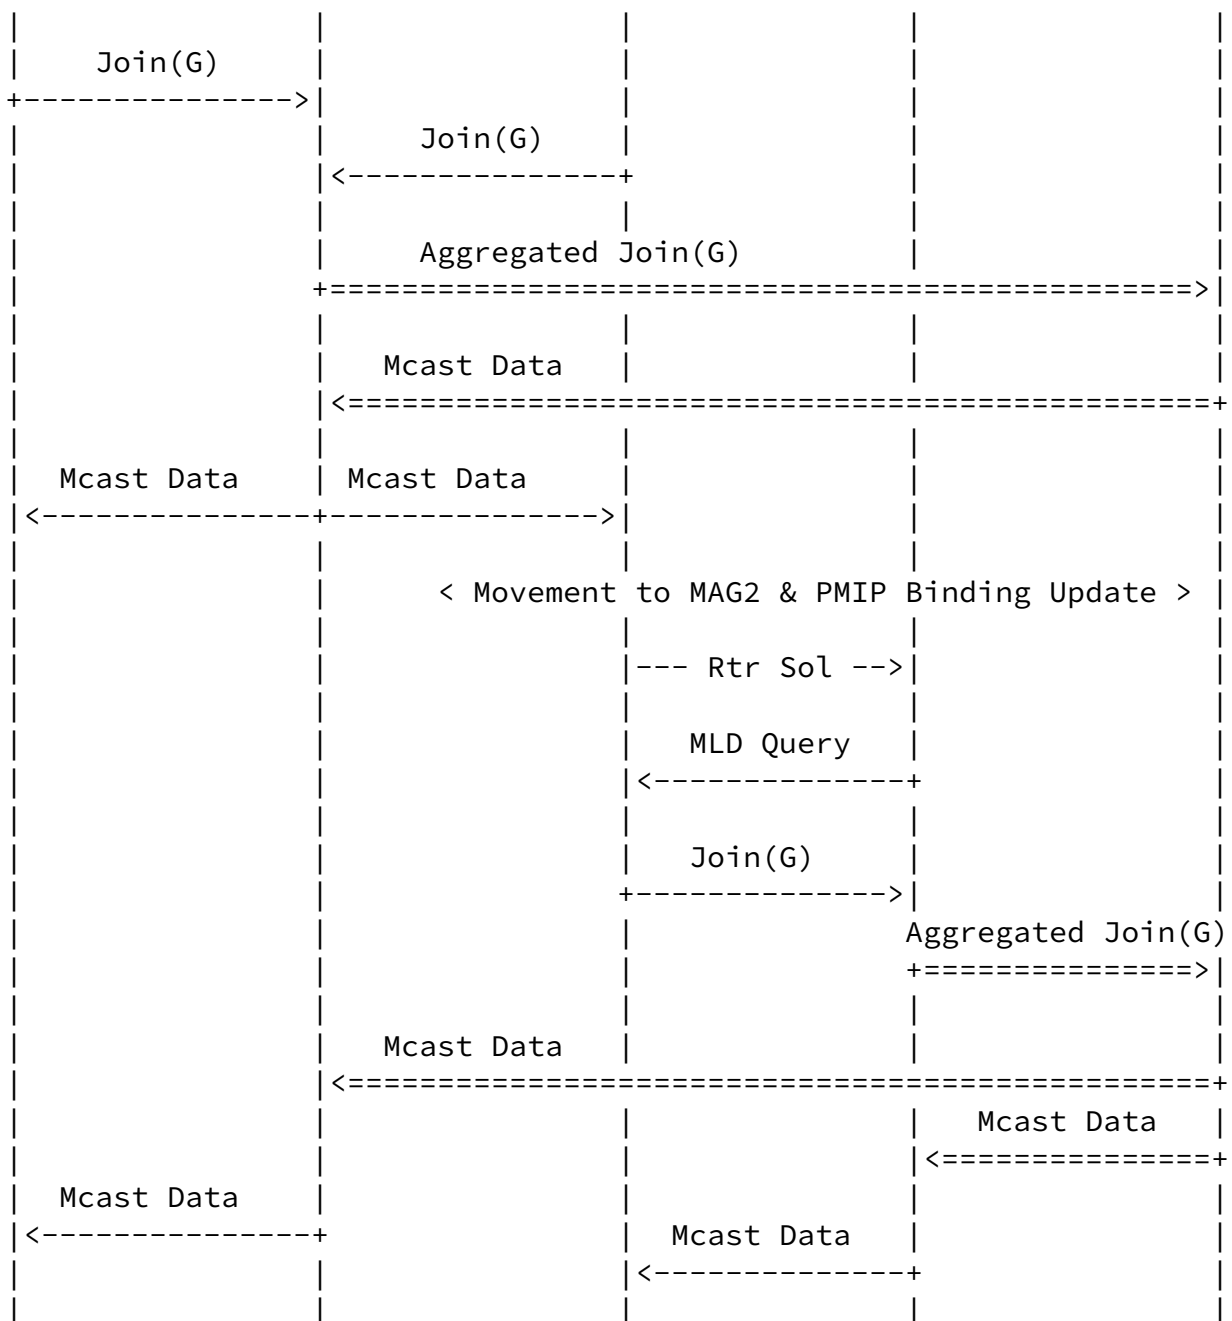 Join(G)
Join(G)
Aggregated Join(G)
Mcast Data
Mcast Data Mcast Data
< Movement to MAG2 & PMIP Binding Update >
--- Rtr Sol -->
MLD Query
Join(G)
Aggregated Join(G)
Mcast Data
Mcast Data
Mcast Data
Mcast Data